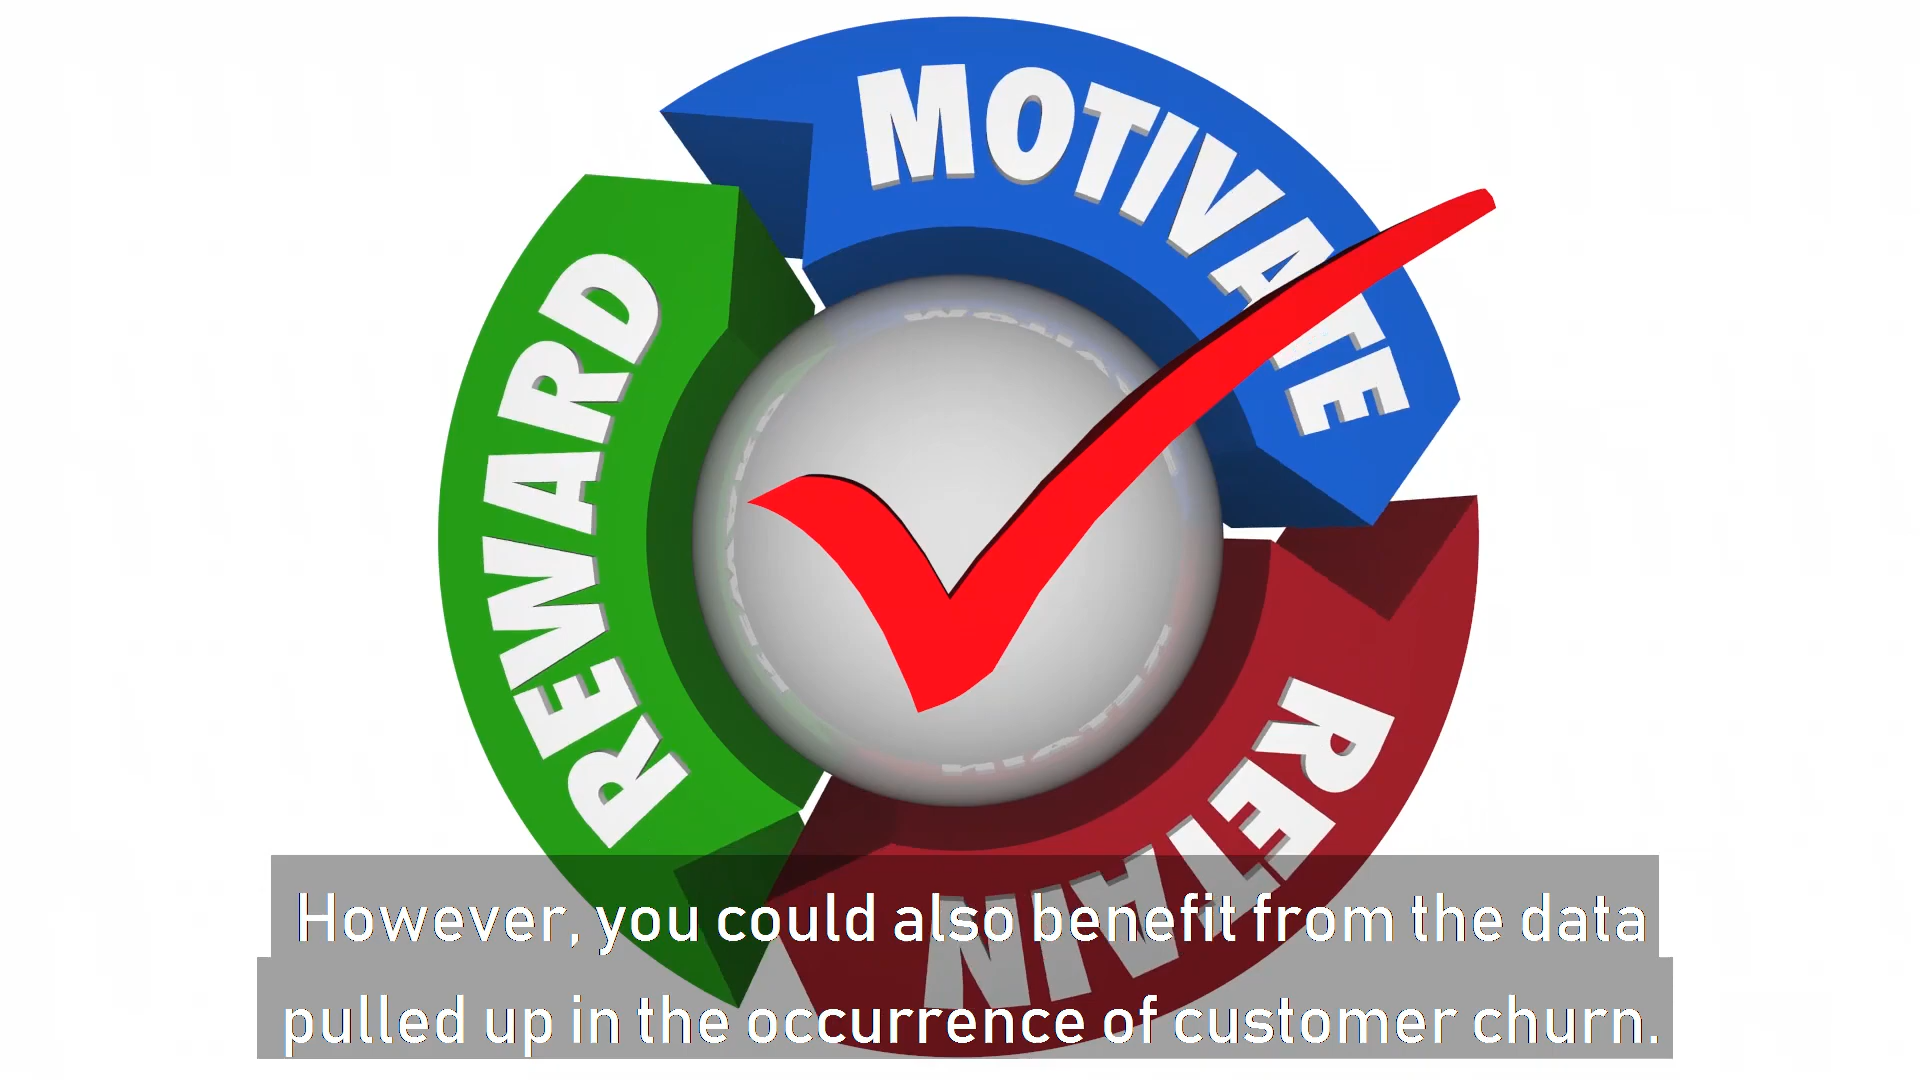 MOTIVATE
REWARD
RETAIN
However, you could also benefit from the data
pulled up in the occurrence of customer churn.